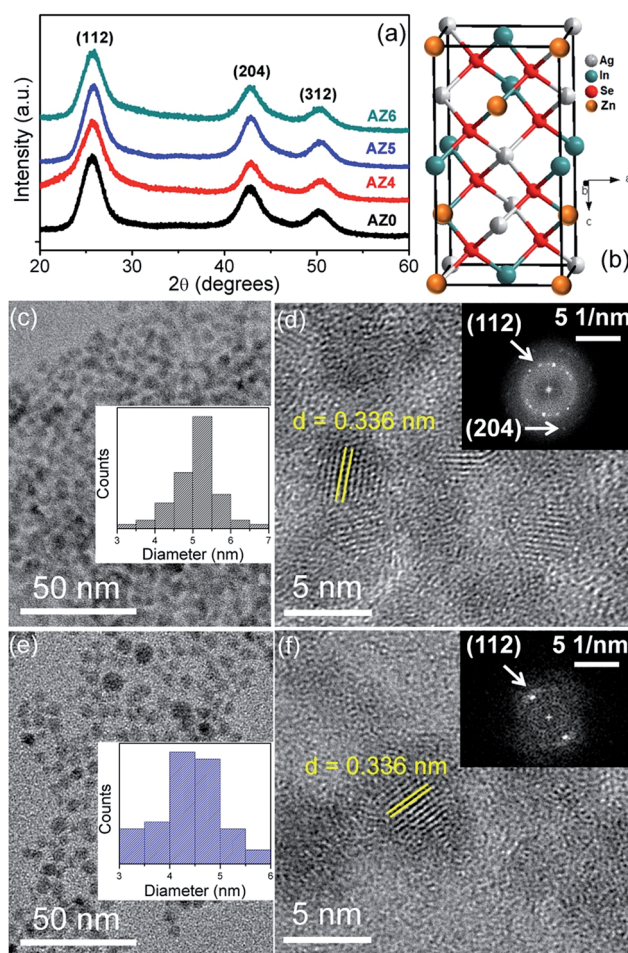 (a)
(112)
(204)
(312)
AZ6
AZ5
AZ4
AZ0
Intensity (a.u.)
20 30 40 50 60
2θ (degrees)
Ag
In
Se
Zn
a
b
c
(b)
(c)
Counts
3 4 5 6 7
Diameter (nm)
50 nm
(d)
d = 0.336 nm
5 nm
5 1/nm
(112)
(204)
(e)
Counts
3 4 5 6
Diameter (nm)
50 nm
(f)
d = 0.336 nm
5 nm
5 1/nm
(112)